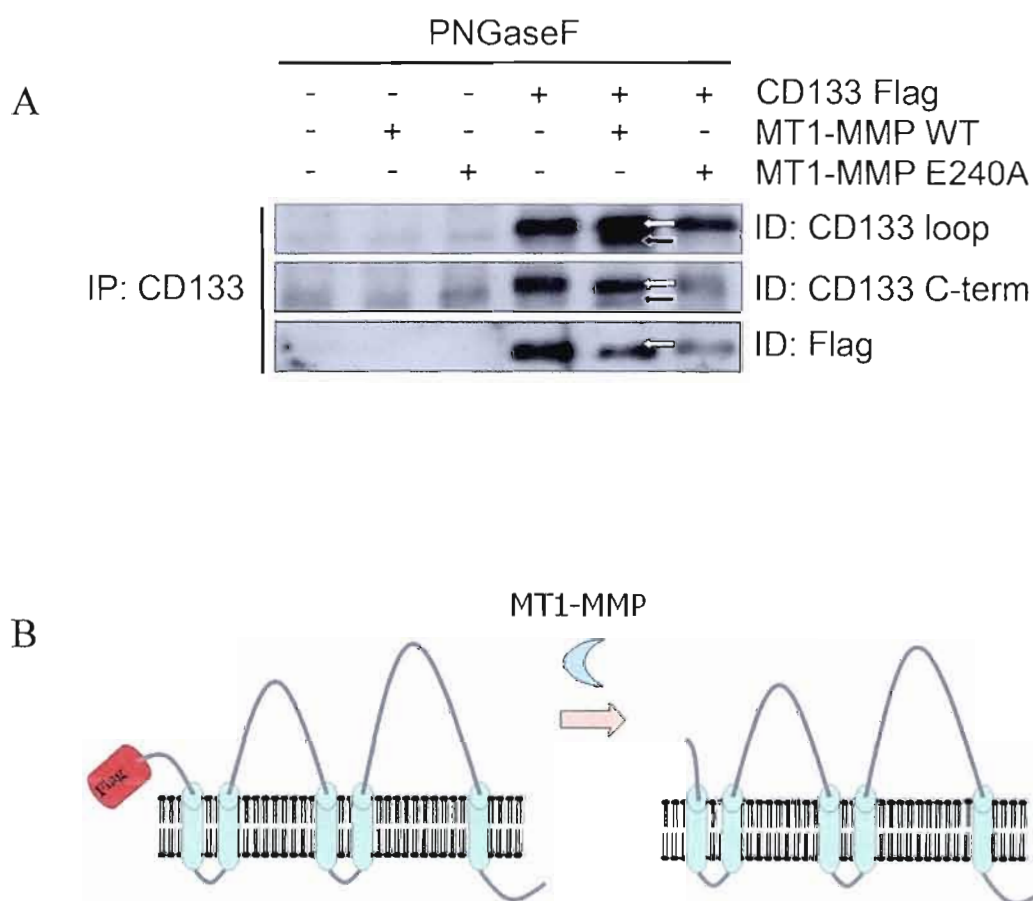 PNGaseF
A
- - - + + + CD133 Flag
- + - - + - MT1-MMP WT
- - + - - + MT1-MMP E240A
IP: CD133
ID: CD133 loop
ID: CD133 C-term
ID: Flag
B
MT1-MMP
Flag